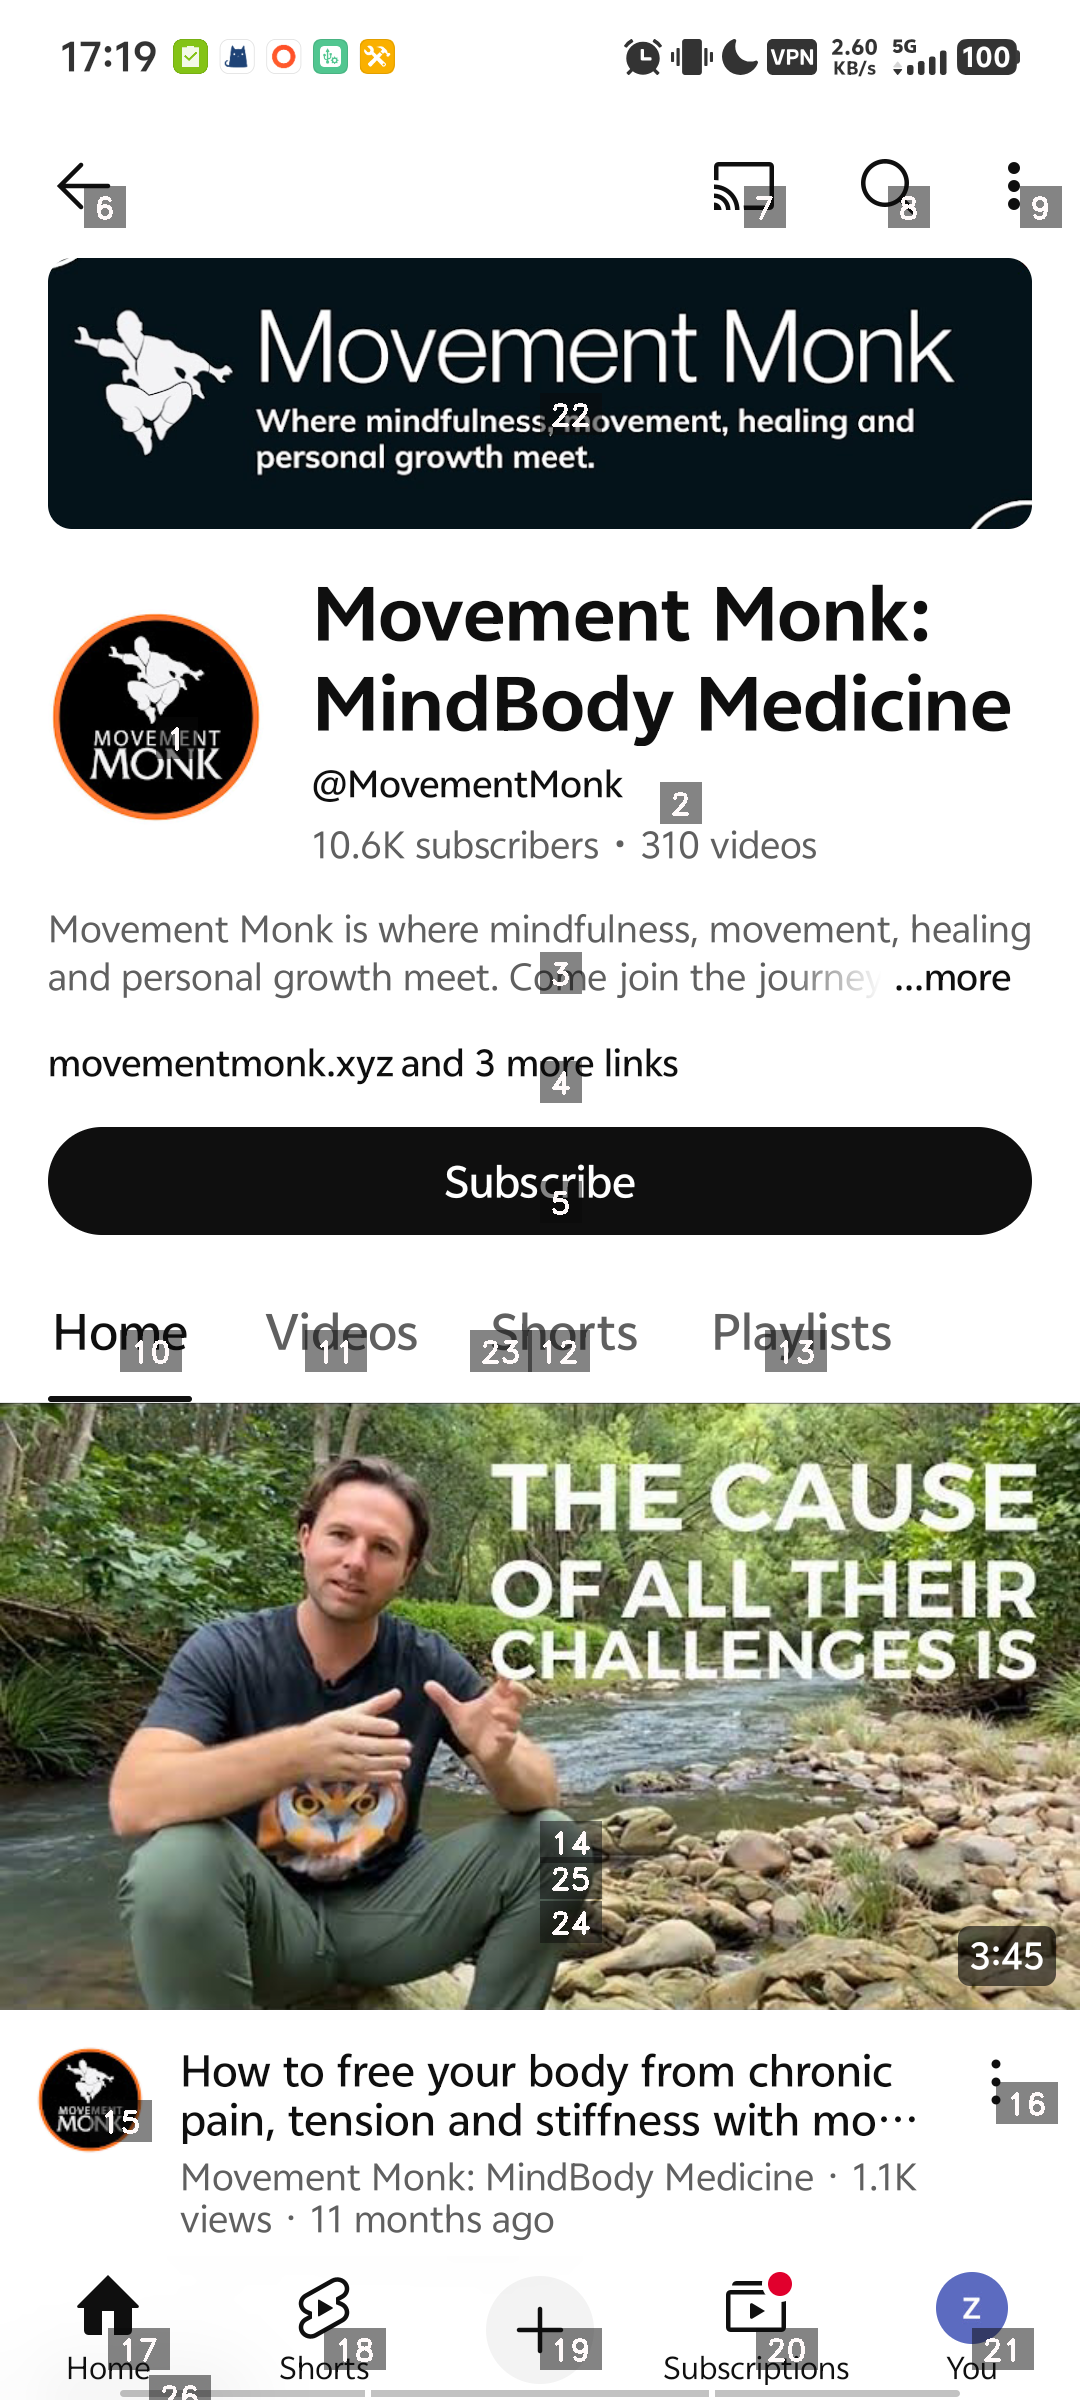 17:19
VPN
2.60
KB/s
5G
100
6
7
8
9
Movement Monk
Where mindfulness, movement, healing and
personal growth meet.
22
Movement Monk:
MindBody Medicine
MOVEMENT
MONK
1
@MovementMonk
2
10.6K subscribers · 310 videos
Movement Monk is where mindfulness, movement, healing
and personal growth meet. Come join the journey ...more
3
movementmonk.xyz and 3 more links
4
Subscribe
5
Home Videos Shorts Playlists
10 11 23 12 13
THE CAUSE
OF ALL THEIR
CHALLENGES IS
14
25
24
3:45
How to free your body from chronic
pain, tension and stiffness with mo...
MOVEMENT
MONK
15
16
Movement Monk: MindBody Medicine · 1.1K
views · 11 months ago
Z
17 18 19 20 21
Home Shorts Subscriptions You
26